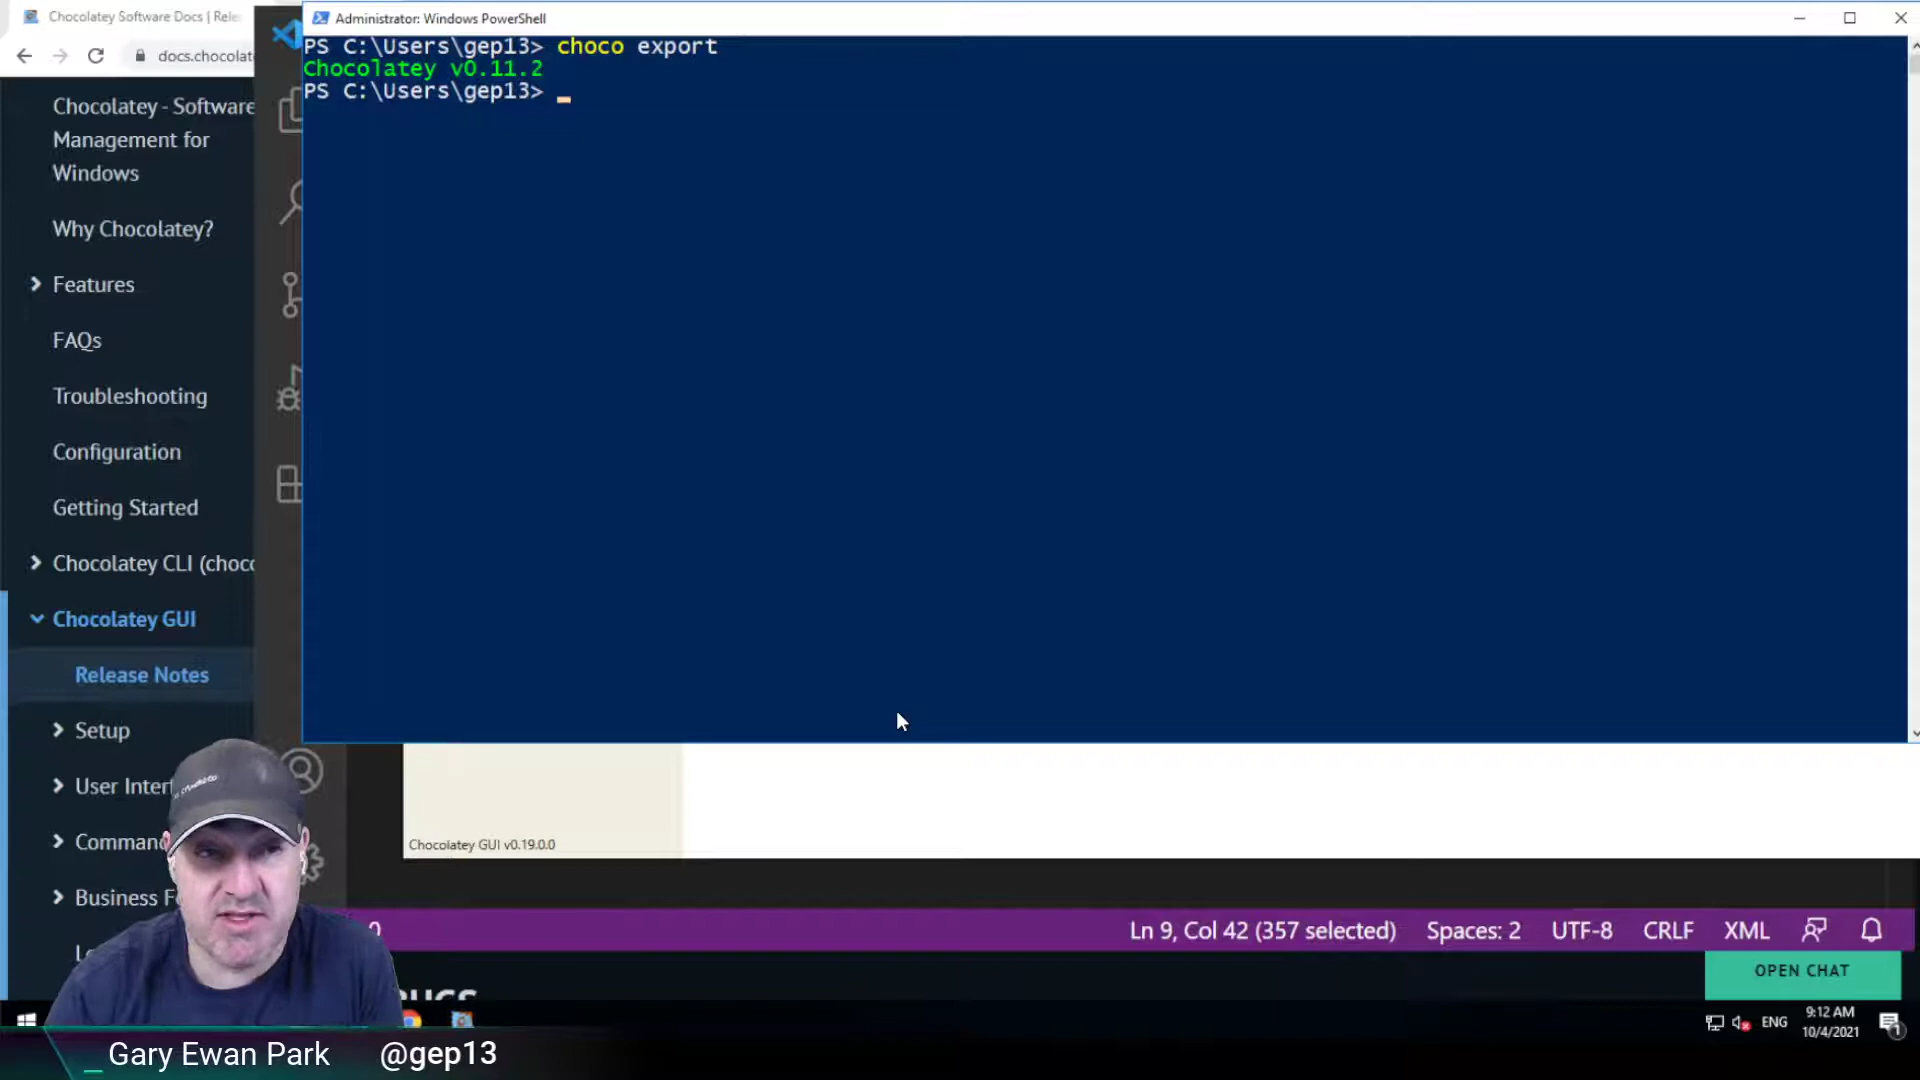 Chocolatey Software Docs | Rele
docs.chocolat
Administrator: Windows PowerShell
PS C:\Users\gep13> choco export
Chocolatey v0.11.2
PS C:\Users\gep13>
Chocolatey - Software
Management for
Windows
Why Chocolatey?
Features
FAQs
Troubleshooting
Configuration
Getting Started
Chocolatey CLI (choco
Chocolatey GUI
Release Notes
Setup
User Interf
Command
Business Fe
Chocolatey GUI v0.19.0.0
0
Ln 9, Col 42 (357 selected)
Spaces: 2
UTF-8
CRLF
XML
OPEN CHAT
ENG
9:12 AM
10/4/2021
1
_ Gary Ewan Park @gep13